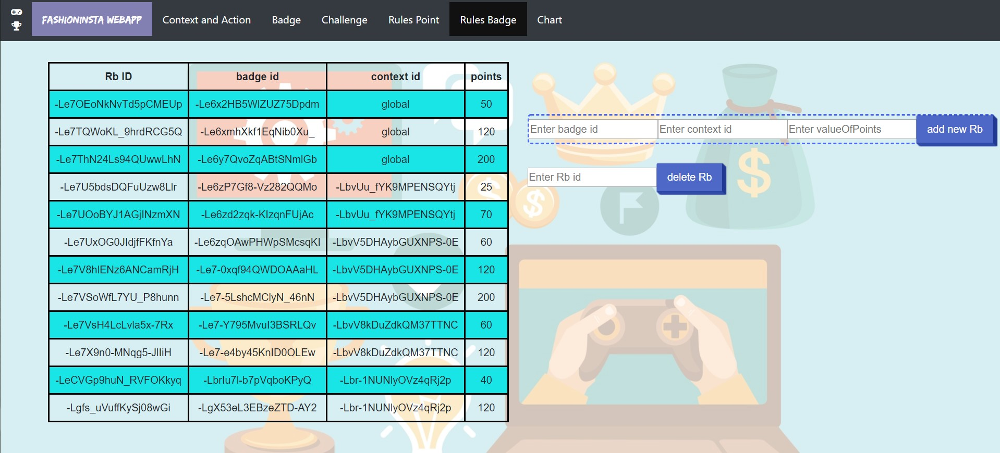 FASHIONINSTA WEBAPP Context and Action Badge Challenge Rules Point Rules Badge Chart
Rb ID badge id context id points
-Le7OEoNkNvTd5pCMEUp -Le6x2HB5WlZUZ75Dpdm global 50
-Le7TQWoKL_9hrdRCG5Q -Le6xmhXkf1EqNib0Xu_ global 120
-Le7ThN24Ls94QUwwLhN -Le6y7QvoZqABtSNmlGb global 200
-Le7U5bdsDQFuUzw8Llr -Le6zP7Gf8-Vz282QQMo -LbvUu_fYK9MPENSQYtj 25
-Le7UOoBYJ1AGjINzmXN -Le6zd2zqk-KIzqnFUjAc -LbvUu_fYK9MPENSQYtj 70
-Le7UxOG0JIdjfFKfnYa -Le6zqOAwPHWpSMcsqKI -LbvV5DHAybGUXNPS-0E 60
-Le7V8hlENz6ANCamRjH -Le7-0xqf94QWDOAAaHL -LbvV5DHAybGUXNPS-0E 120
-Le7VSoWfL7YU_P8hunn -Le7-5LshcMClyN_46nN -LbvV5DHAybGUXNPS-0E 200
-Le7VsH4LcLvla5x-7Rx -Le7-Y795MvuI3BSRLQv -LbvV8kDuZdkQM37TTNC 60
-Le7X9n0-MNqg5-JlIiH -Le7-e4by45KnID0OLEw -LbvV8kDuZdkQM37TTNC 120
-LeCVGp9huN_RVFOKkyq -LbrIu7l-b7pVqboKPyQ -Lbr-1NUNlyOVz4qRj2p 40
-Lgfs_uVuffKySj08wGi -LgX53eL3EBzeZTD-AY2 -Lbr-1NUNlyOVz4qRj2p 120
Enter badge id Enter context id Enter valueOfPoints add new Rb
Enter Rb id delete Rb
$
$
$